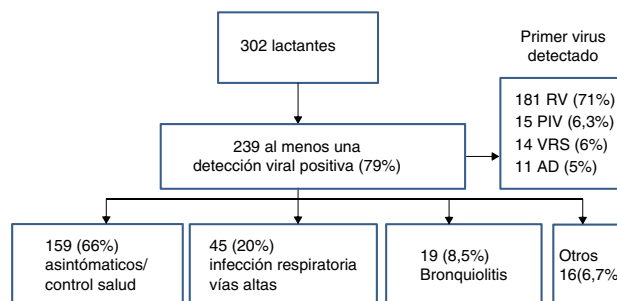 302 lactantes
Primer virus
detectado
181 RV (71%)
15 PIV (6,3%)
14 VRS (6%)
11 AD (5%)
239 al menos una
detección viral positiva (79%)
159 (66%)
asintómaticos/
control salud
45 (20%)
infección respiratoria
vías altas
19 (8,5%)
Bronquiolitis
Otros
16(6,7%